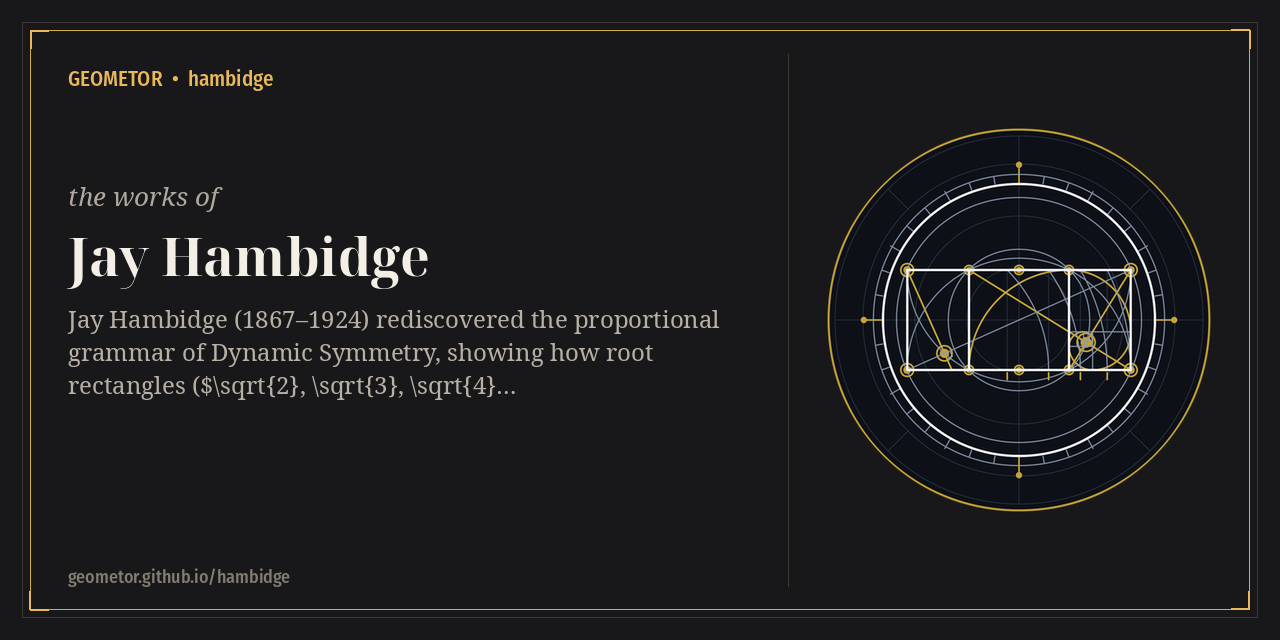 GEOMETOR • hambidge
the works of
Jay Hambidge
Jay Hambidge (1867–1924) rediscovered the proportional
grammar of Dynamic Symmetry, showing how root
rectangles ($\sqrt{2}, \sqrt{3}, \sqrt{4}...
geometor.github.io/hambidge